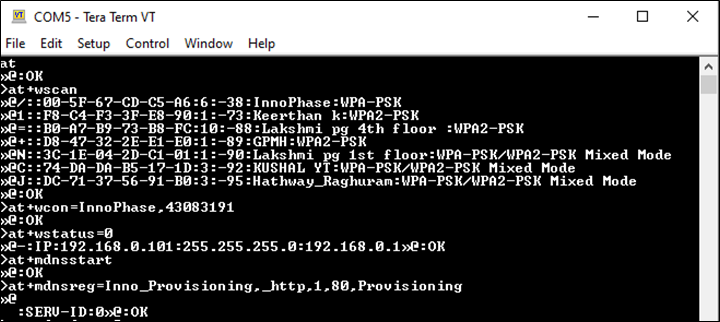 COM5 - Tera Term VT
File Edit Setup Control Window Help
at
»@:OK
>at+wscan
»@/::00-5F-67-CD-C5-A6:6:-38:InnoPhase:WPA-PSK
»@1::F8-C4-F3-3F-E8-90:1:-73:Keerthan k:WPA2-PSK
»@=::B0-A7-B9-73-B8-FC:10:-88:Lakshmi pg 4th floor :WPA2-PSK
»@+::D8-47-32-2E-E1-E0:1:-89:GPMH:WPA2-PSK
»@N::3C-1E-04-2D-C1-01:1:-90:Lakshmi pg 1st floor:WPA-PSK/WPA2-PSK Mixed Mode
»@C::74-DA-DA-B5-17-1D:3:-92:KUSHAL YT:WPA-PSK/WPA2-PSK Mixed Mode
»@J::DC-71-37-56-91-B0:3:-95:Hathway_Raghuram:WPA-PSK/WPA2-PSK Mixed Mode
»@:OK
>at+wcon=InnoPhase,43083191
»@:OK
>at+wstatus=0
»@-:IP:192.168.0.101:255.255.255.0:192.168.0.1»@:OK
>at+mdnsstart
»@:OK
>at+mdnsreg=Inno_Provisioning,_http,1,80,Provisioning
»@
:SERV-ID:0»@:OK